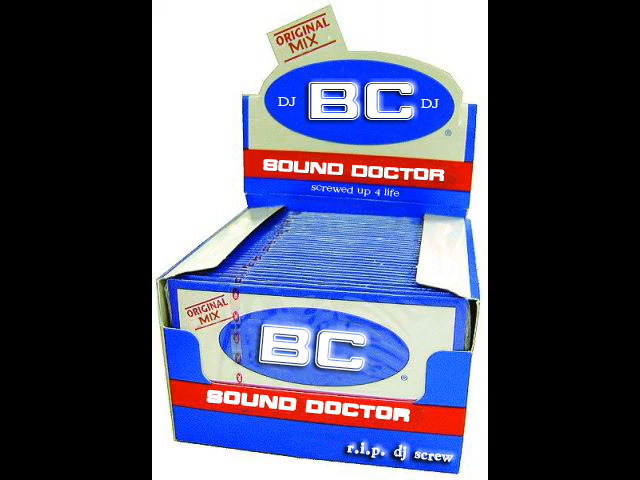 ORIGINAL
MIX
DJ BC DJ
®
SOUND DOCTOR
screwed up 4 life
ORIGINAL
MIX
BC
®
SOUND DOCTOR
r.i.p. dj screw